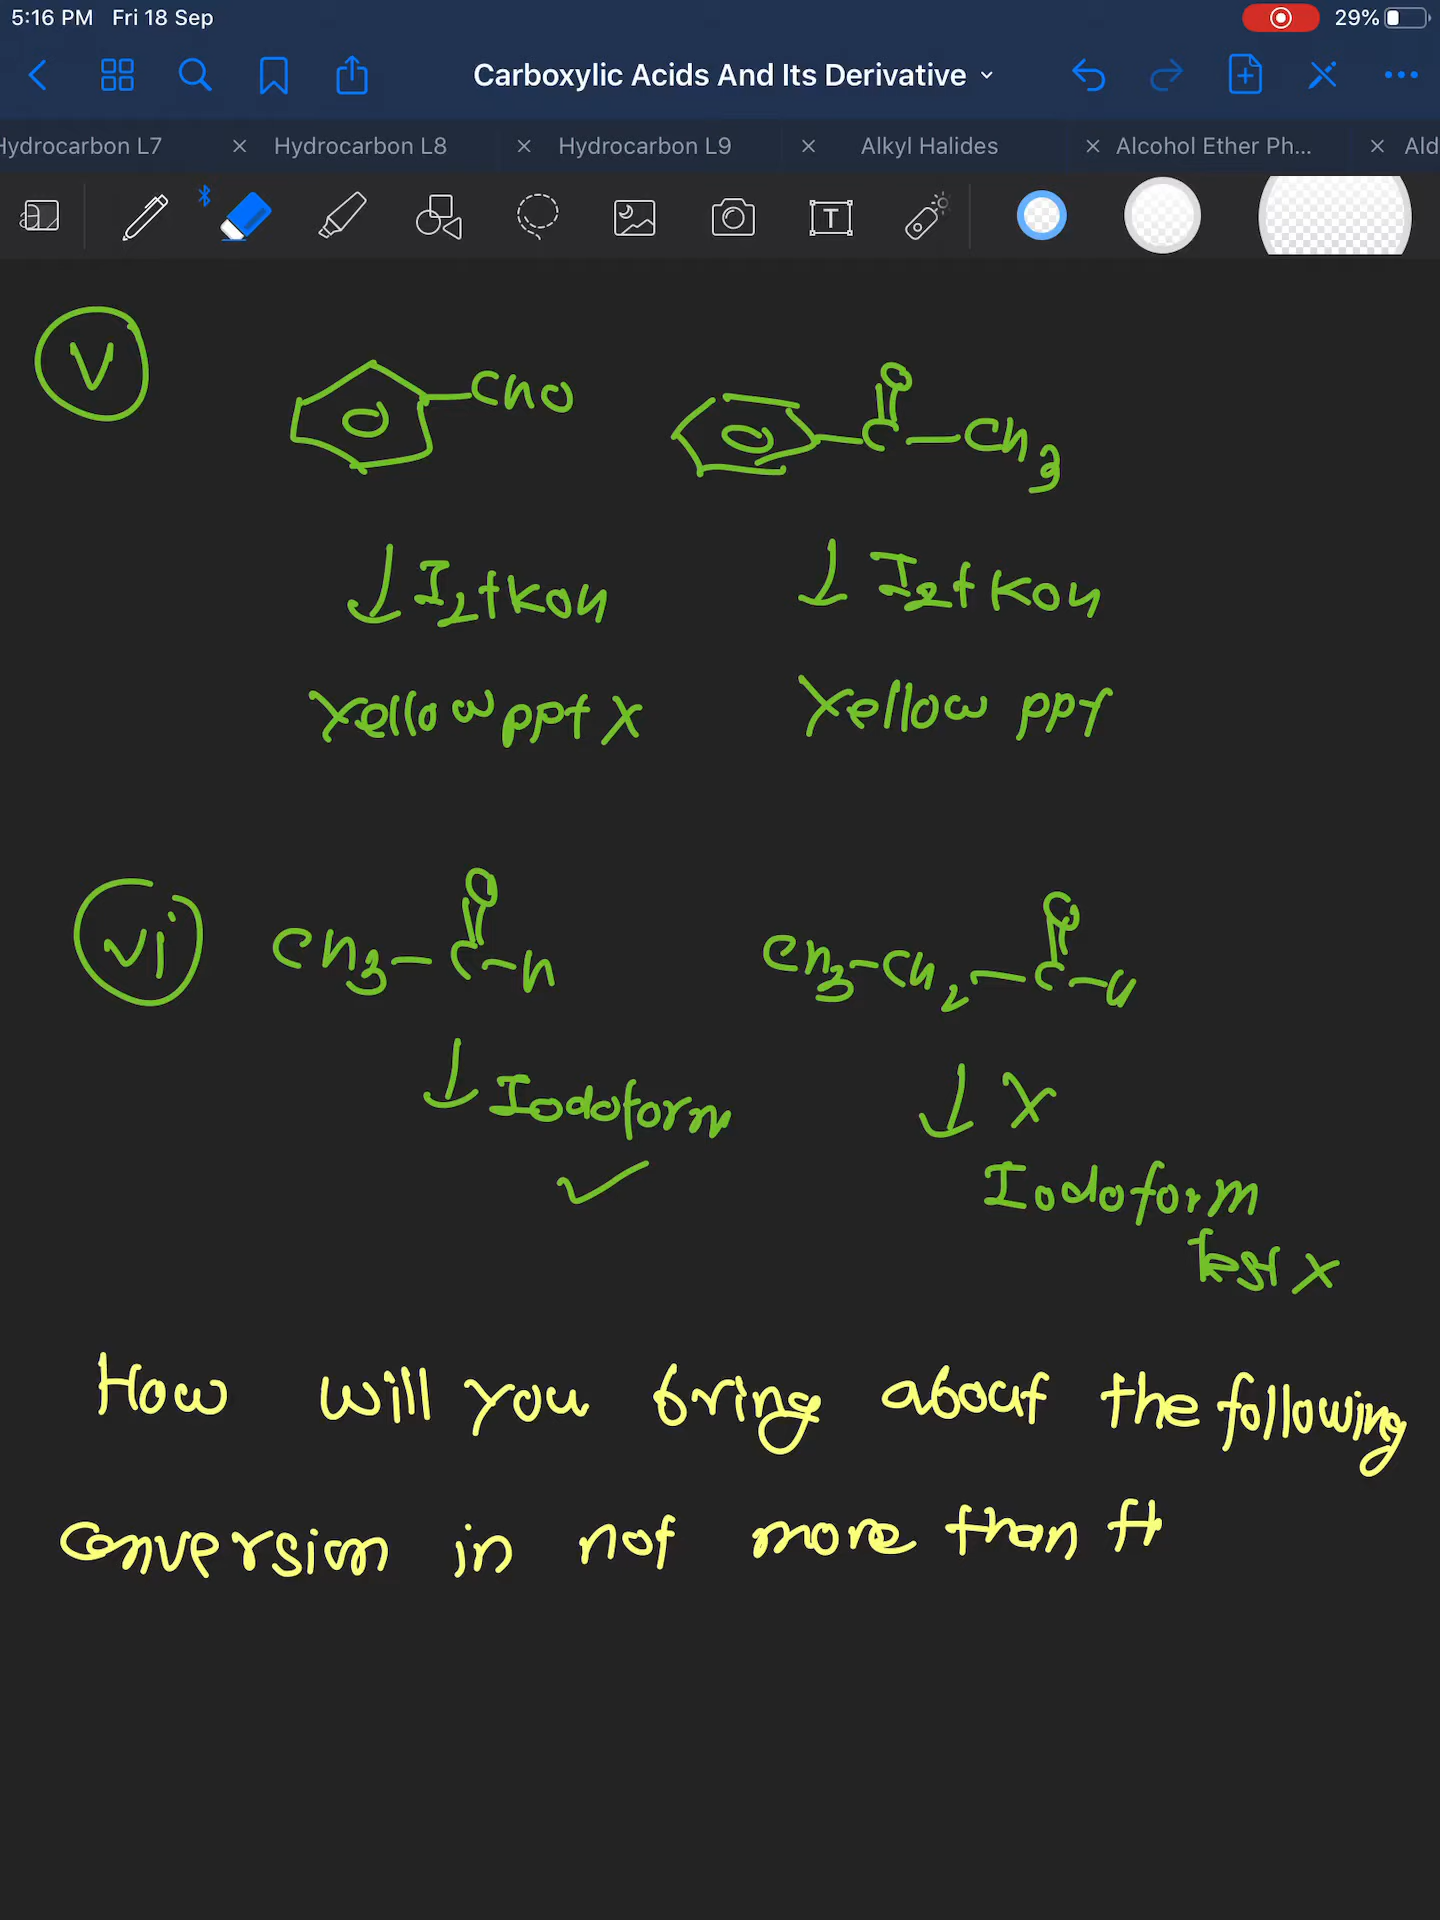 5:16 PM Fri 18 Sep 29%
Carboxylic Acids And Its Derivative
Hydrocarbon L7 × Hydrocarbon L8 × Hydrocarbon L9 × Alkyl Halides × Alcohol Ether Ph... × Ald
V
CHO
O
C-CH3
↓ I2+KOH ↓ I2+KOH
Yellow ppt X Yellow ppt
vi
O O
CH3-C-H CH3-CH2-C-H
↓ Iodoform ↓ X
✓ Iodoform
test X
How will you bring about the following
conversion in not more than th